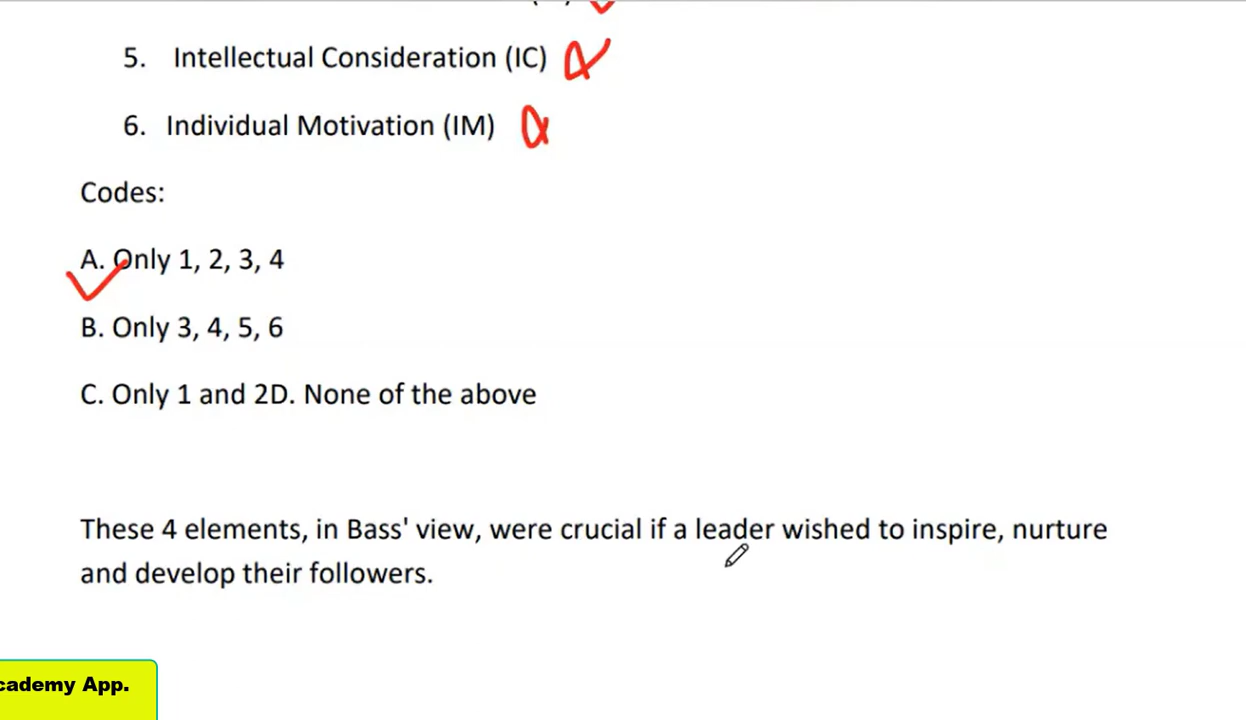 5. Intellectual Consideration (IC)
6. Individual Motivation (IM)
Codes:
A. Only 1, 2, 3, 4
B. Only 3, 4, 5, 6
C. Only 1 and 2D. None of the above
These 4 elements, in Bass' view, were crucial if a leader wished to inspire, nurture
and develop their followers.
cademy App.